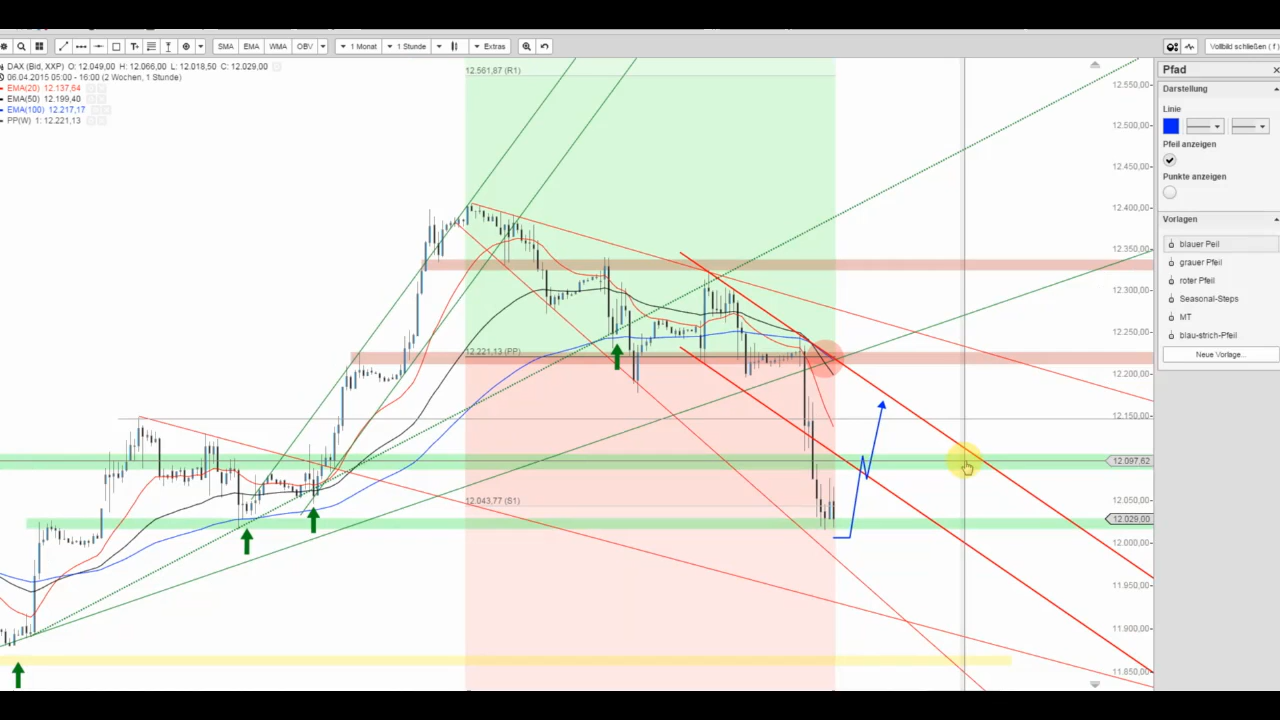 SMA EMA WMA OBV 1 Monat 1 Stunde Extras Vollbild schließen ( f )
DAX (Bid, XXP) O: 12.049,00 H: 12.066,00 L: 12.018,50 C: 12.029,00
06.04.2015 05:00 - 16:00 (2 Wochen, 1 Stunde)
EMA(20) 12.137,64
EMA(50) 12.199,40
EMA(100) 12.217,17
PP(W) 1: 12.221,13
12.561,87 (R1)
12.221,13 (PP)
12.043,77 (S1)
12.550,00
12.500,00
12.450,00
12.400,00
12.350,00
12.300,00
12.250,00
12.200,00
12.150,00
12.097,62
12.050,00
12.029,00
12.000,00
11.950,00
11.900,00
11.850,00
Pfad
Darstellung
Linie
Pfeil anzeigen
Punkte anzeigen
Vorlagen
blauer Peil
grauer Pfeil
roter Pfeil
Seasonal-Steps
MT
blau-strich-Pfeil
Neue Vorlage...